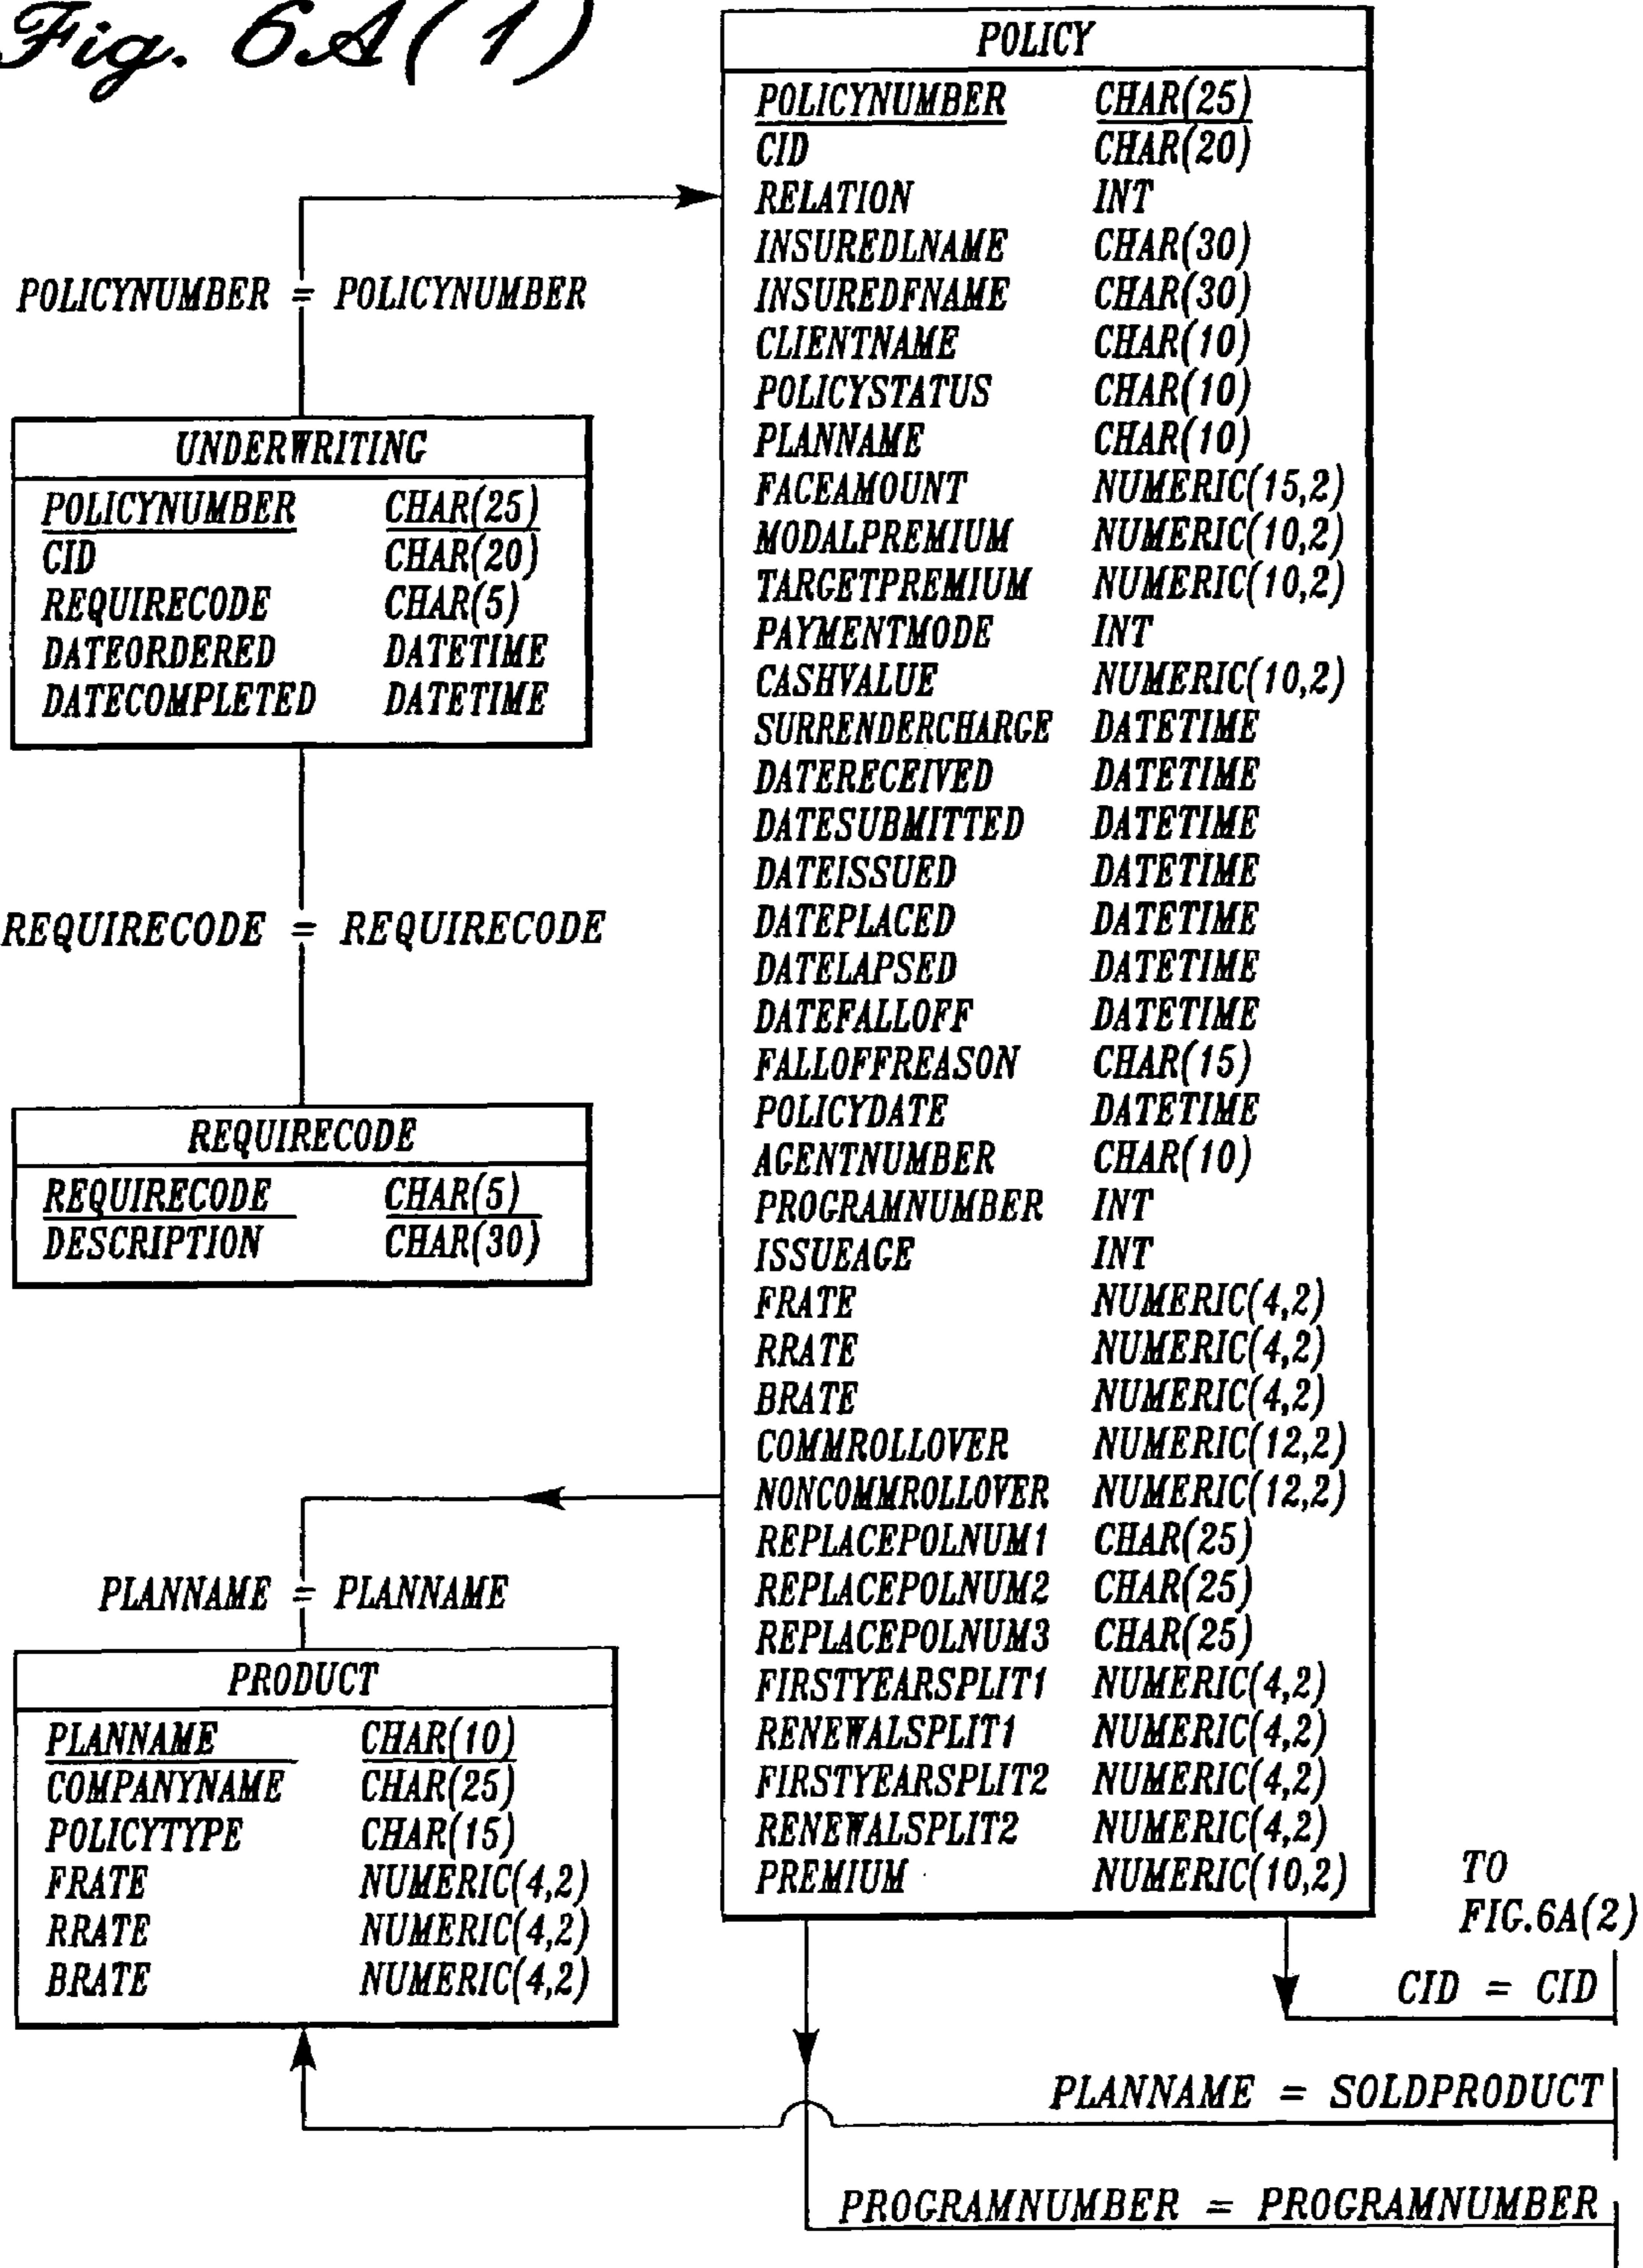 Fig. 6A(1)
POLICY
POLICYNUMBER CHAR(25)
CID CHAR(20)
RELATION INT
INSUREDLNAME CHAR(30)
INSUREDFNAME CHAR(30)
CLIENTNAME CHAR(10)
POLICYSTATUS CHAR(10)
PLANNAME CHAR(10)
FACEAMOUNT NUMERIC(15,2)
MODALPREMIUM NUMERIC(10,2)
TARGETPREMIUM NUMERIC(10,2)
PAYMENTMODE INT
CASHVALUE NUMERIC(10,2)
SURRENDERCHARGE DATETIME
DATERECEIVED DATETIME
DATESUBMITTED DATETIME
DATEISSUED DATETIME
DATEPLACED DATETIME
DATELAPSED DATETIME
DATEFALLOFF DATETIME
FALLOFFREASON CHAR(15)
POLICYDATE DATETIME
AGENTNUMBER CHAR(10)
PROGRAMNUMBER INT
ISSUEAGE INT
FRATE NUMERIC(4,2)
RRATE NUMERIC(4,2)
BRATE NUMERIC(4,2)
COMMROLLOVER NUMERIC(12,2)
NONCOMMROLLOVER NUMERIC(12,2)
REPLACEPOLNUM1 CHAR(25)
REPLACEPOLNUM2 CHAR(25)
REPLACEPOLNUM3 CHAR(25)
FIRSTYEARSPLIT1 NUMERIC(4,2)
RENEWALSPLIT1 NUMERIC(4,2)
FIRSTYEARSPLIT2 NUMERIC(4,2)
RENEWALSPLIT2 NUMERIC(4,2)
PREMIUM NUMERIC(10,2)
POLICYNUMBER = POLICYNUMBER
UNDERWRITING
POLICYNUMBER CHAR(25)
CID CHAR(20)
REQUIRECODE CHAR(5)
DATEORDERED DATETIME
DATECOMPLETED DATETIME
REQUIRECODE = REQUIRECODE
REQUIRECODE
REQUIRECODE CHAR(5)
DESCRIPTION CHAR(30)
PLANNAME = PLANNAME
PRODUCT
PLANNAME CHAR(10)
COMPANYNAME CHAR(25)
POLICYTYPE CHAR(15)
FRATE NUMERIC(4,2)
RRATE NUMERIC(4,2)
BRATE NUMERIC(4,2)
TO
FIG.6A(2)
CID = CID
PLANNAME = SOLDPRODUCT
PROGRAMNUMBER = PROGRAMNUMBER